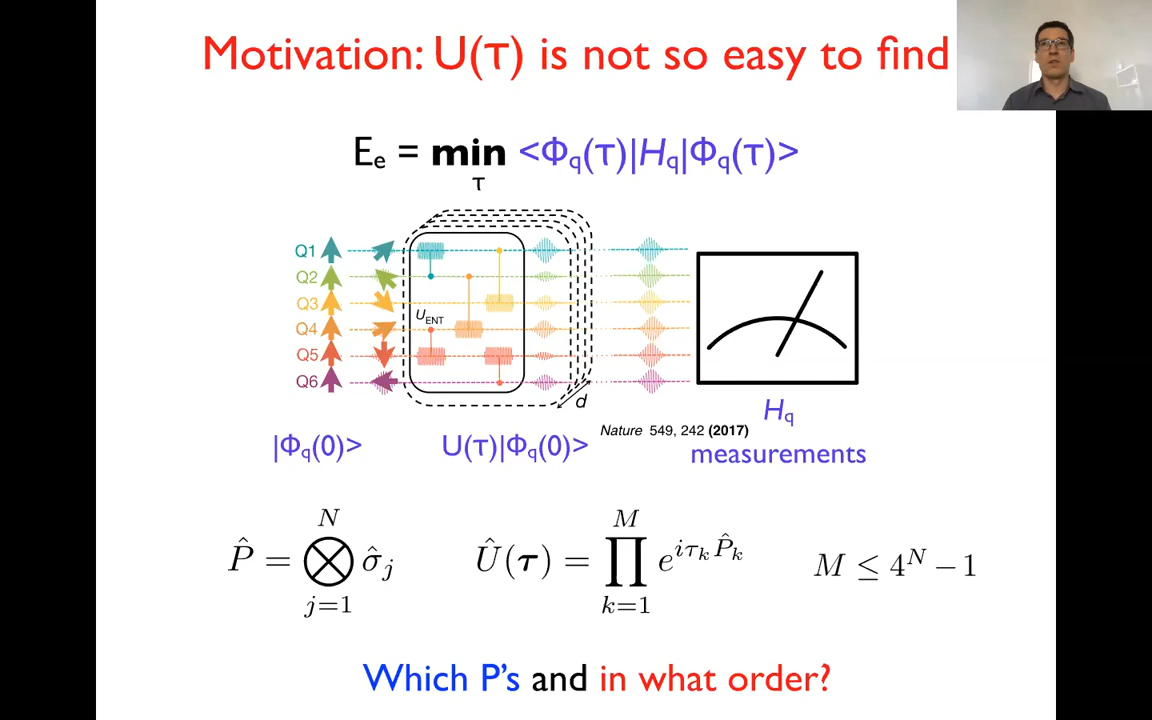 Motivation: U(τ) is not so easy to find
Eₑ = min <Φq(τ)|Hq|Φq(τ)>
τ
Q1
Q2
Q3
Q4
Q5
Q6
U_ENT
d
Hq
Nature 549, 242 (2017)
|Φq(0)>
U(τ)|Φq(0)>
measurements
P̂ = ⨂_{j=1}^{N} σ̂_j
Û(τ) = ∏_{k=1}^{M} e^{iτ_k P̂_k}
M ≤ 4^N − 1
Which P's and in what order?